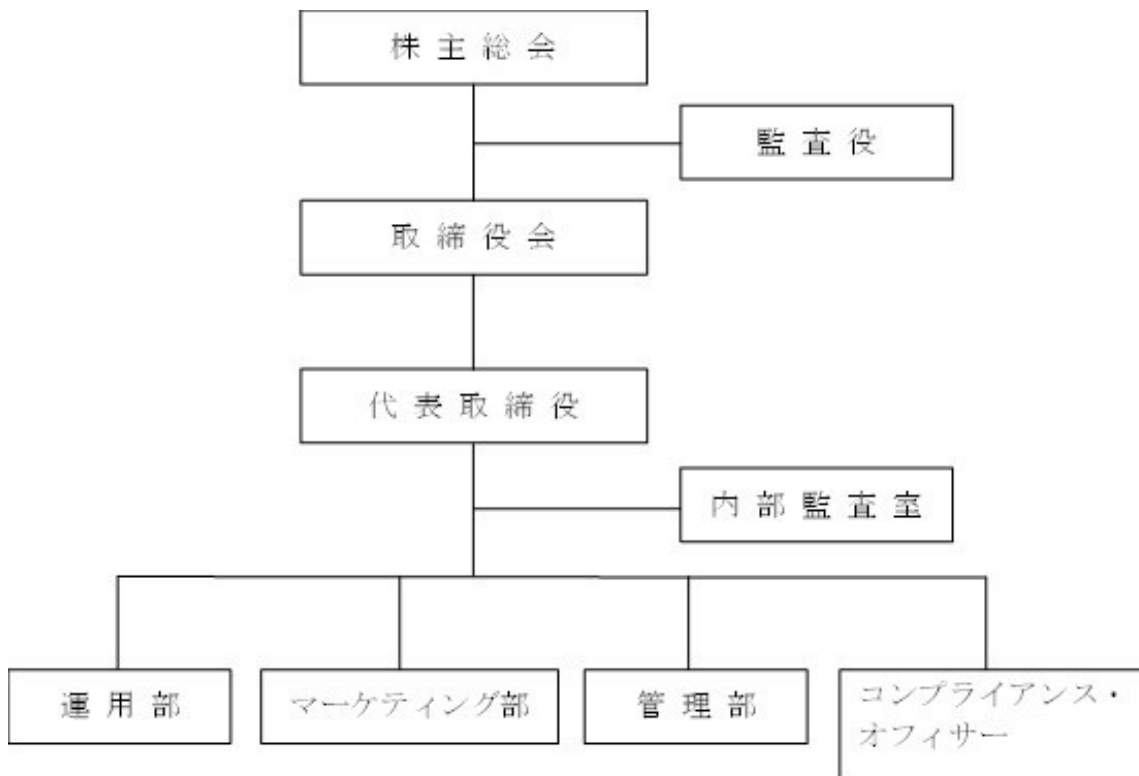 株主総会
監査役
取締役会
代表取締役
内部監査室
運用部
マーケティング部
管理部
コンプライアンス・
オフィサー